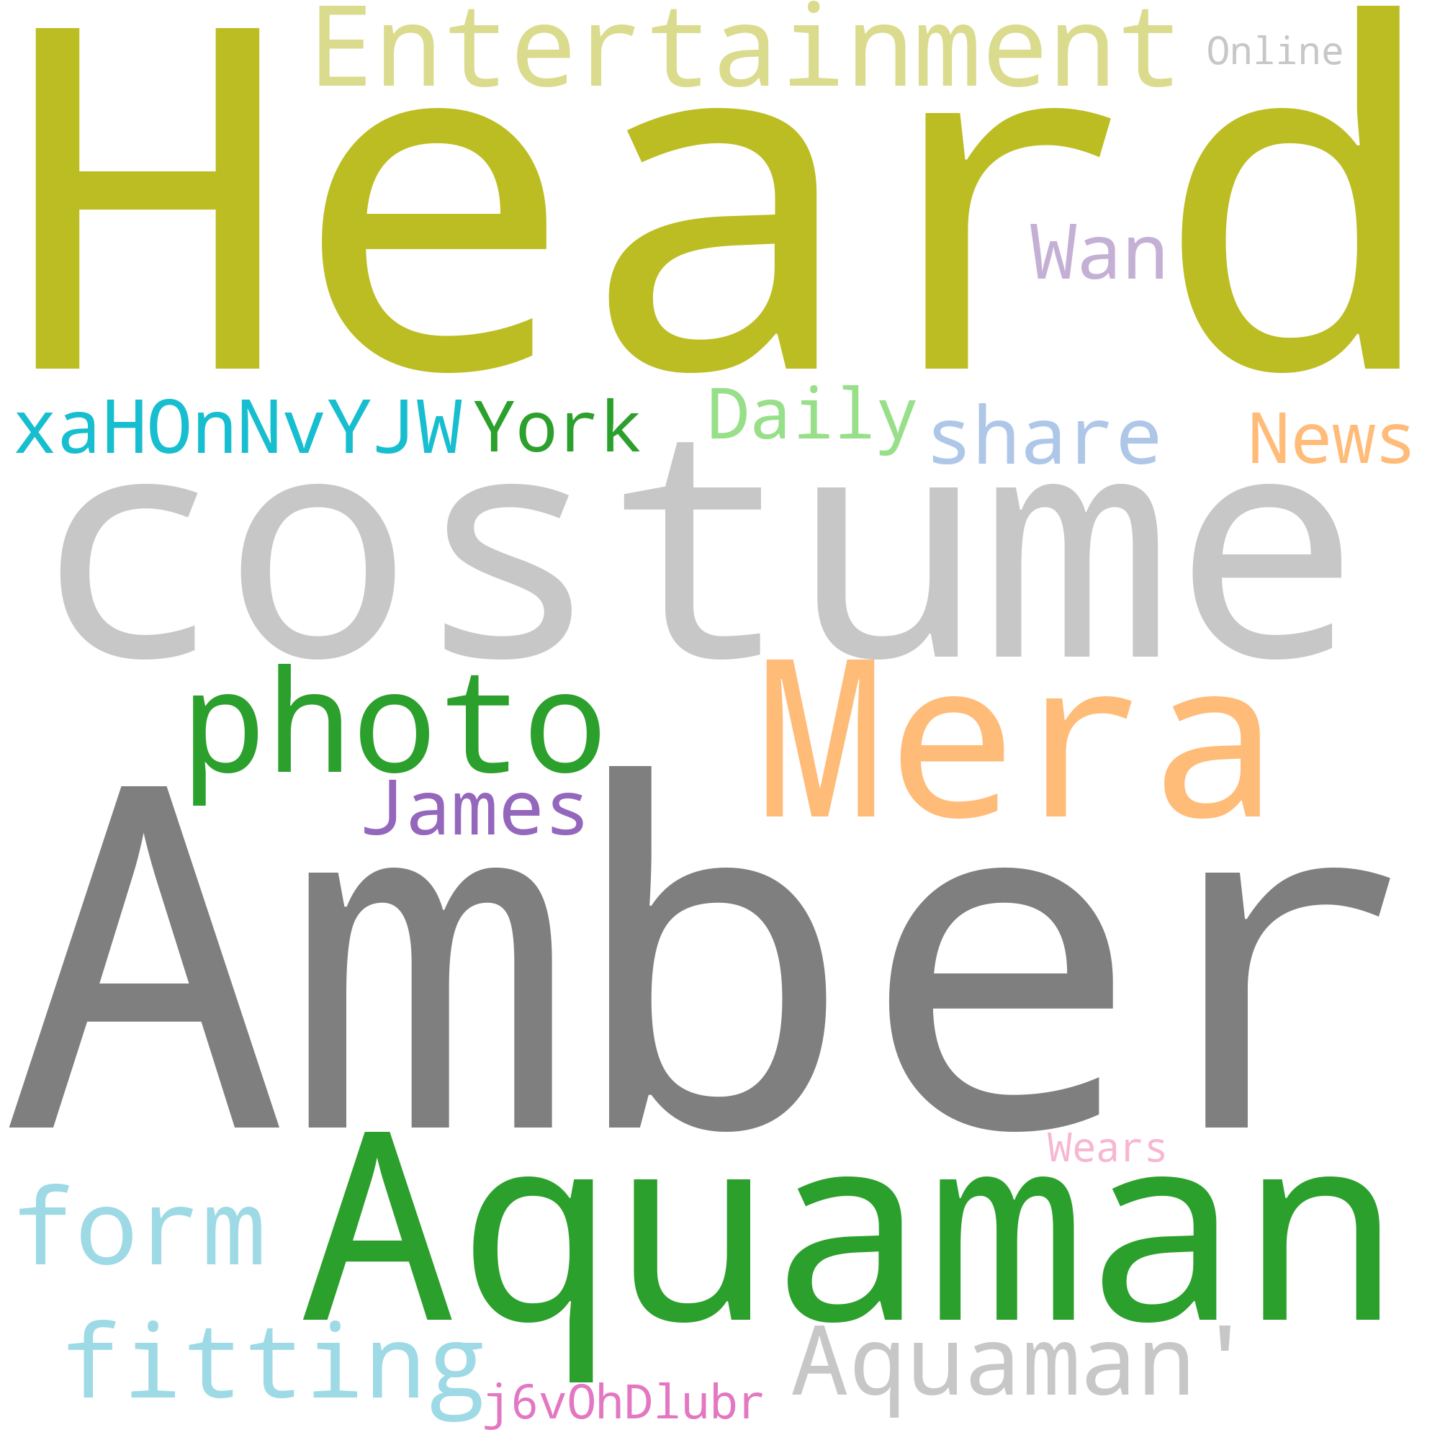 Entertainment
Online
Heard
Wan
xaHOnNvYJW
York
Daily
share
News
costume
photo
Mera
James
Amber
Wears
form
Aquaman
fitting
Aquaman'
j6vOhDlubr